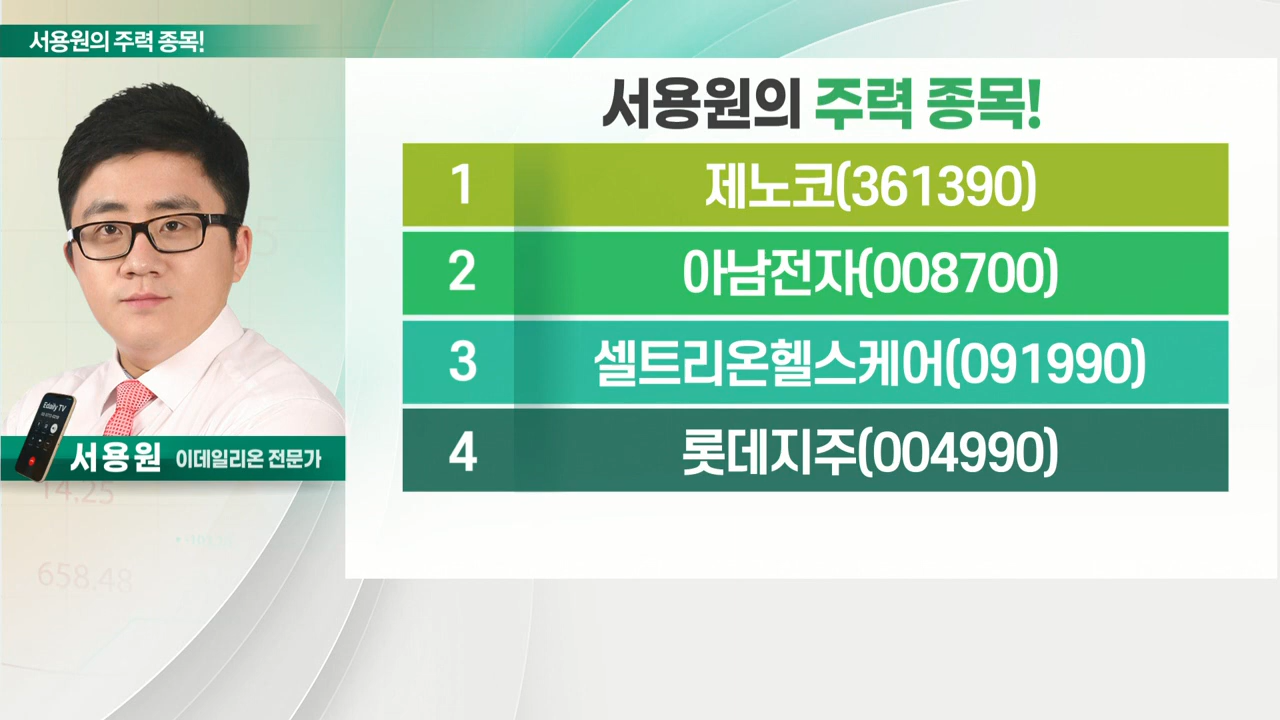 서용원의 주력 종목!
서용원의 주력 종목!
1 제노코(361390)
2 아남전자(008700)
3 셀트리온헬스케어(091990)
4 롯데지주(004990)
Edaily TV
서용원 이데일리온 전문가
14.25
658.48